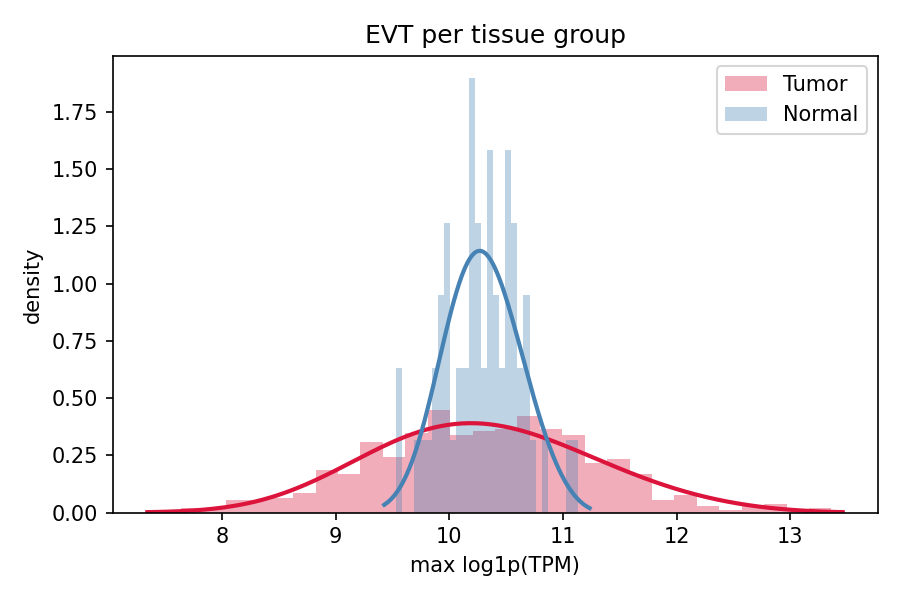 EVT per tissue group
Tumor
Normal
1.75
1.50
1.25
1.00
0.75
0.50
0.25
0.00
density
8 9 10 11 12 13
max log1p(TPM)